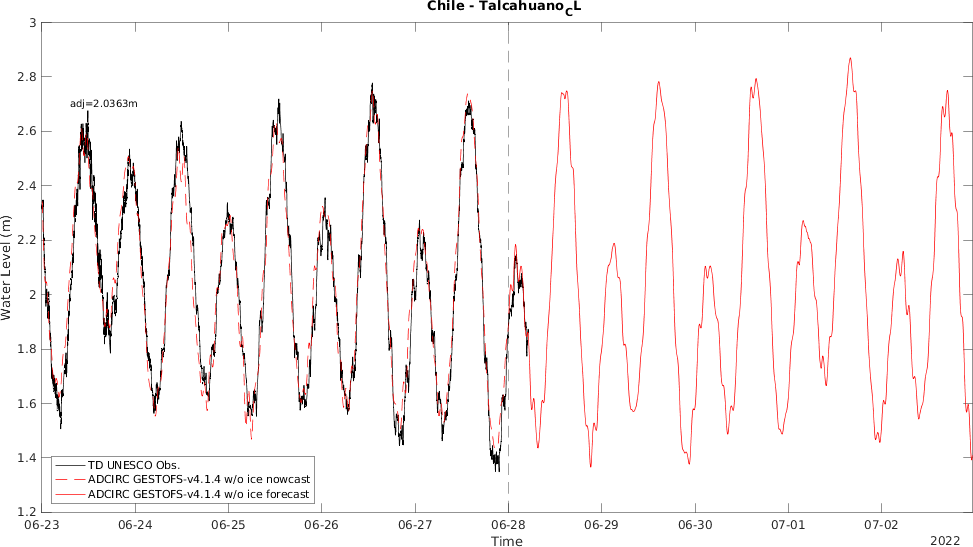 Chile - Talcahuano_CL
adj=2.0363m
3
2.8
2.6
2.4
2.2
2
1.8
1.6
1.4
1.2
Water Level (m)
TD UNESCO Obs.
ADCIRC GESTOFS-v4.1.4 w/o ice nowcast
ADCIRC GESTOFS-v4.1.4 w/o ice forecast
06-23 06-24 06-25 06-26 06-27 06-28 06-29 06-30 07-01 07-02
Time
2022